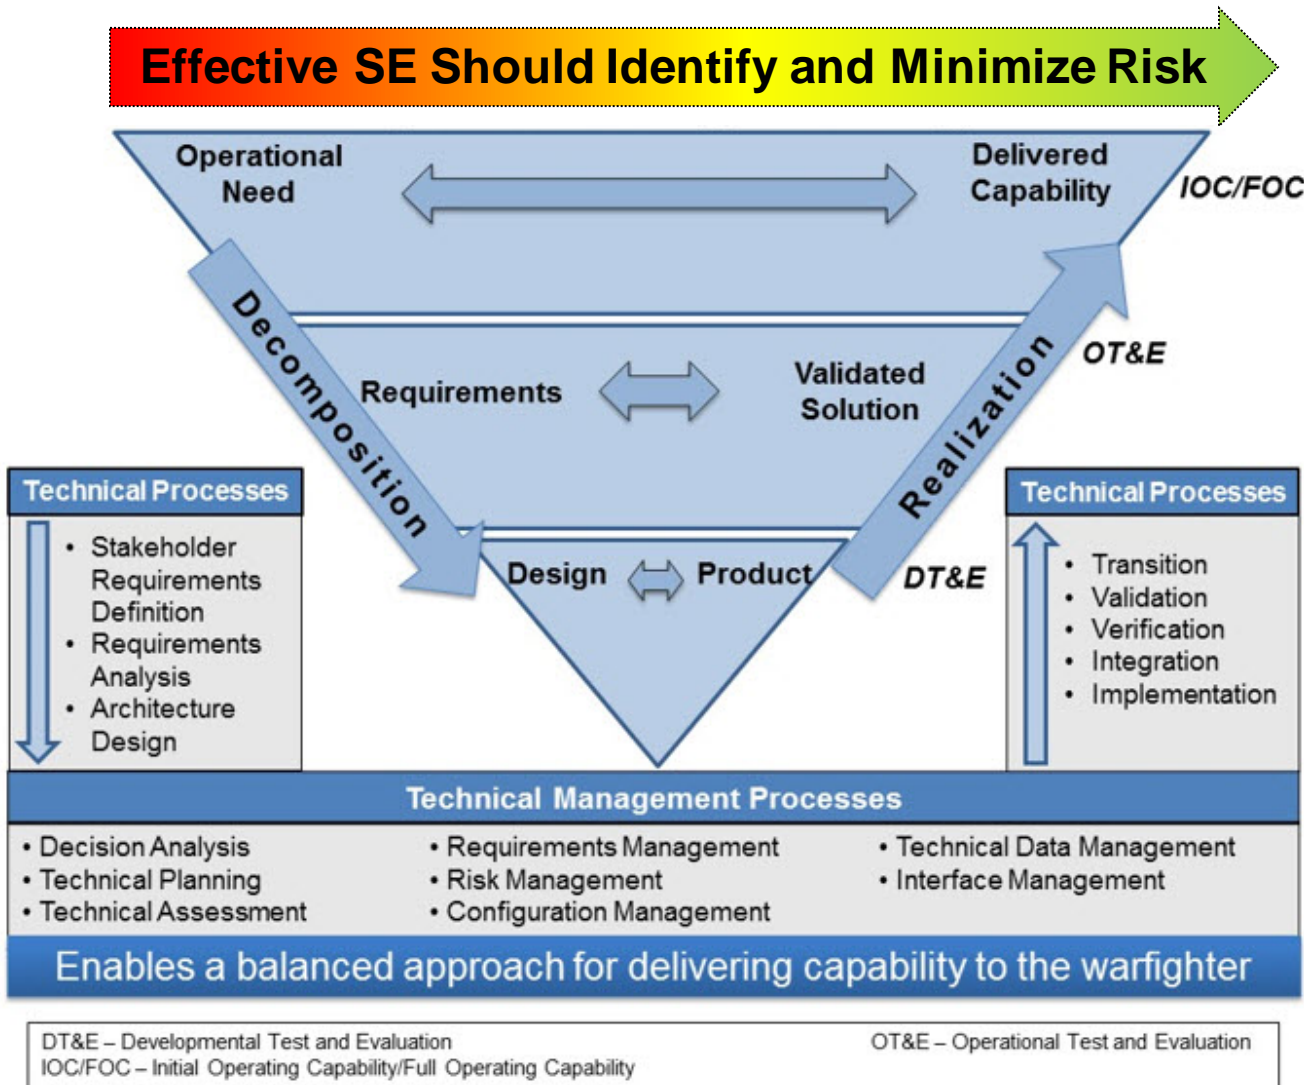 Effective SE Should Identify and Minimize Risk
Operational
Need
Delivered
Capability
IOC/FOC
Decomposition
Realization
OT&E
Requirements
Validated
Solution
Design
Product
DT&E
Technical Processes
• Stakeholder
Requirements
Definition
• Requirements
Analysis
• Architecture
Design
Technical Processes
• Transition
• Validation
• Verification
• Integration
• Implementation
Technical Management Processes
• Decision Analysis
• Technical Planning
• Technical Assessment
• Requirements Management
• Risk Management
• Configuration Management
• Technical Data Management
• Interface Management
Enables a balanced approach for delivering capability to the warfighter
DT&E – Developmental Test and Evaluation
OT&E – Operational Test and Evaluation
IOC/FOC – Initial Operating Capability/Full Operating Capability